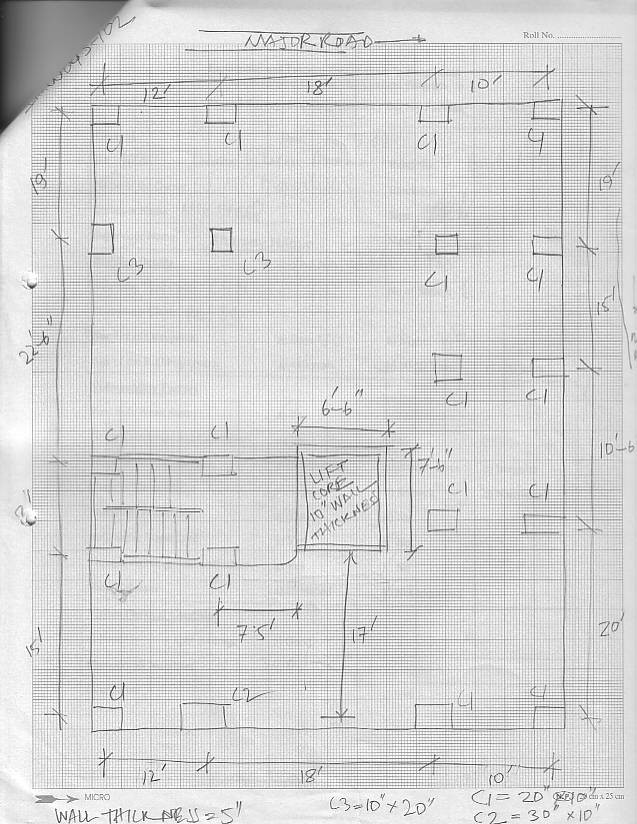 MAJOR ROAD
Roll No.
12' 18' 10'
C1 C1 C1 C1
19' 19'
C3 C3 C1 C1
15'
22'-6"
C1 C1
6'-6"
C1 C1
7'-6"
10'-6
LIFT
CORE
10" WALL
THICKNESS
C1 C1
C1 C1
7.5' 17'
20'
15'
C1 C2 C1 C1
12' 18' 10'
MICRO
cm x 25 cm
WALL THICKNESS = 5"
C3 = 10" x 20"
C1 = 20" x 10"
C2 = 30" x 10"